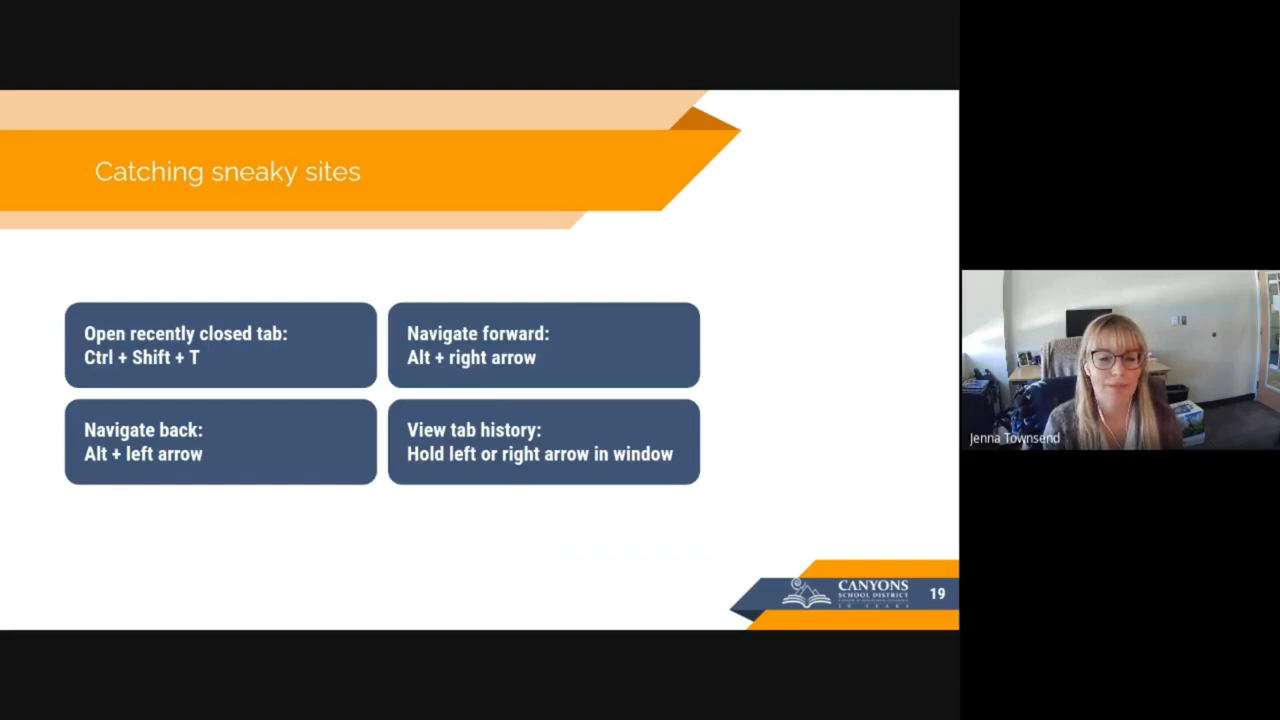 Catching sneaky sites
Open recently closed tab:
Ctrl + Shift + T
Navigate forward:
Alt + right arrow
Navigate back:
Alt + left arrow
View tab history:
Hold left or right arrow in window
CANYONS
SCHOOL DISTRICT
19
Jenna Townsend